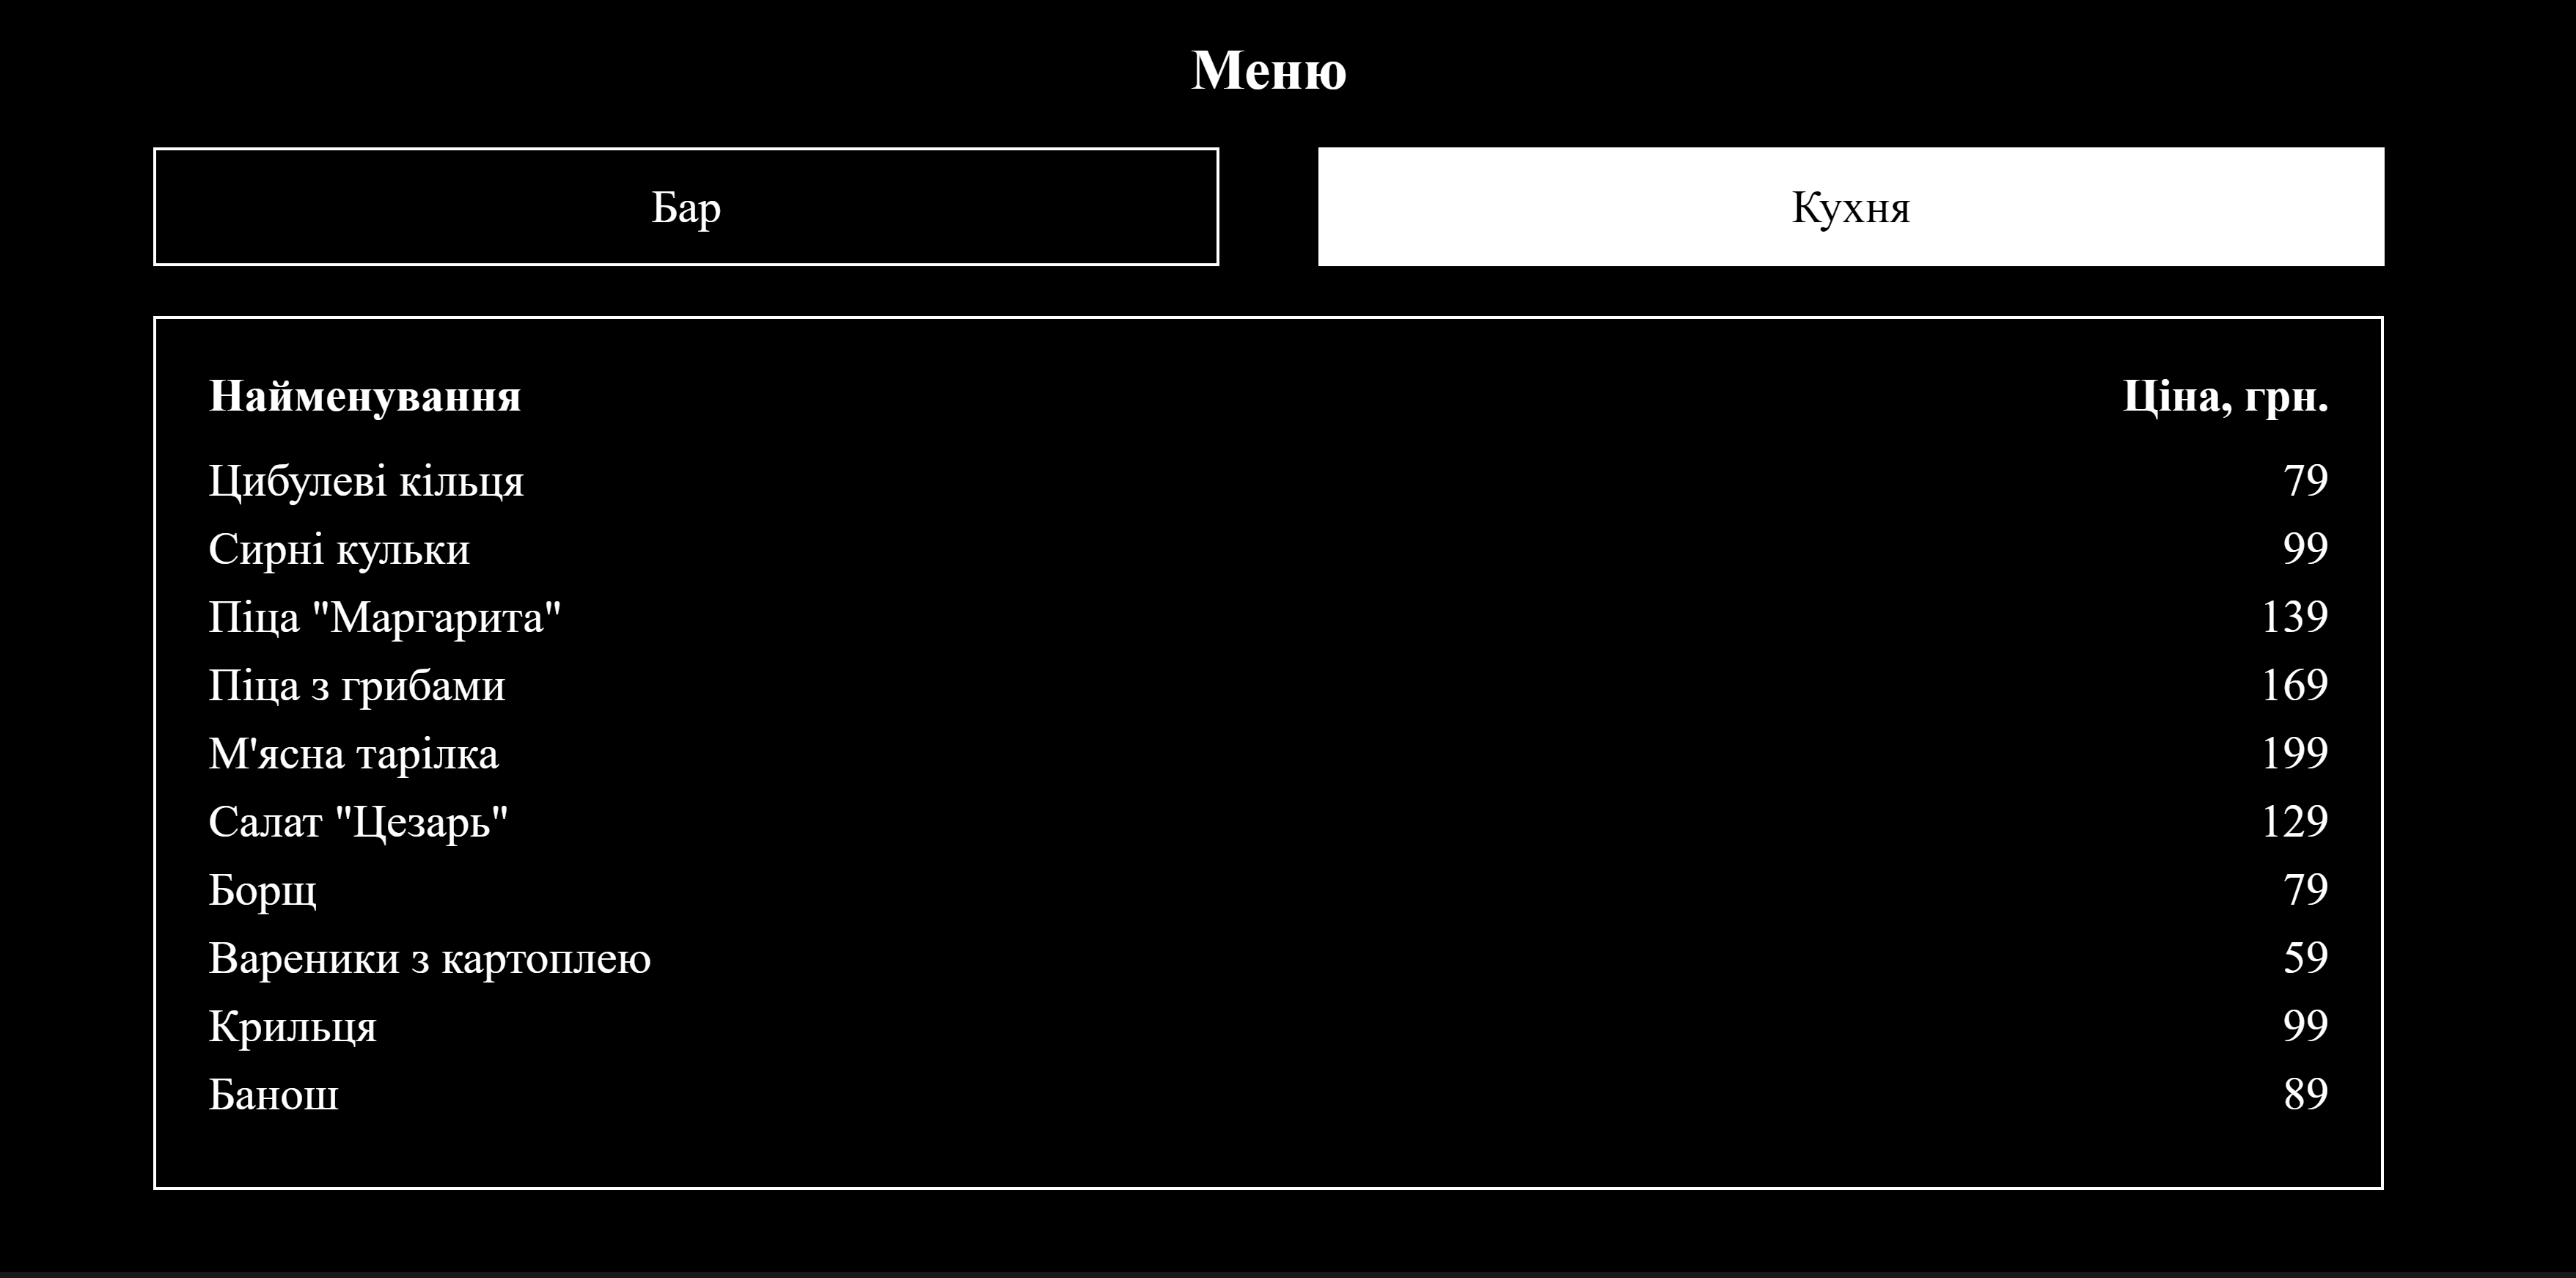 Меню
Бар Кухня
Найменування Ціна, грн.
Цибулеві кільця 79
Сирні кульки 99
Піца "Маргарита" 139
Піца з грибами 169
М'ясна тарілка 199
Салат "Цезарь" 129
Борщ 79
Вареники з картоплею 59
Крильця 99
Банош 89